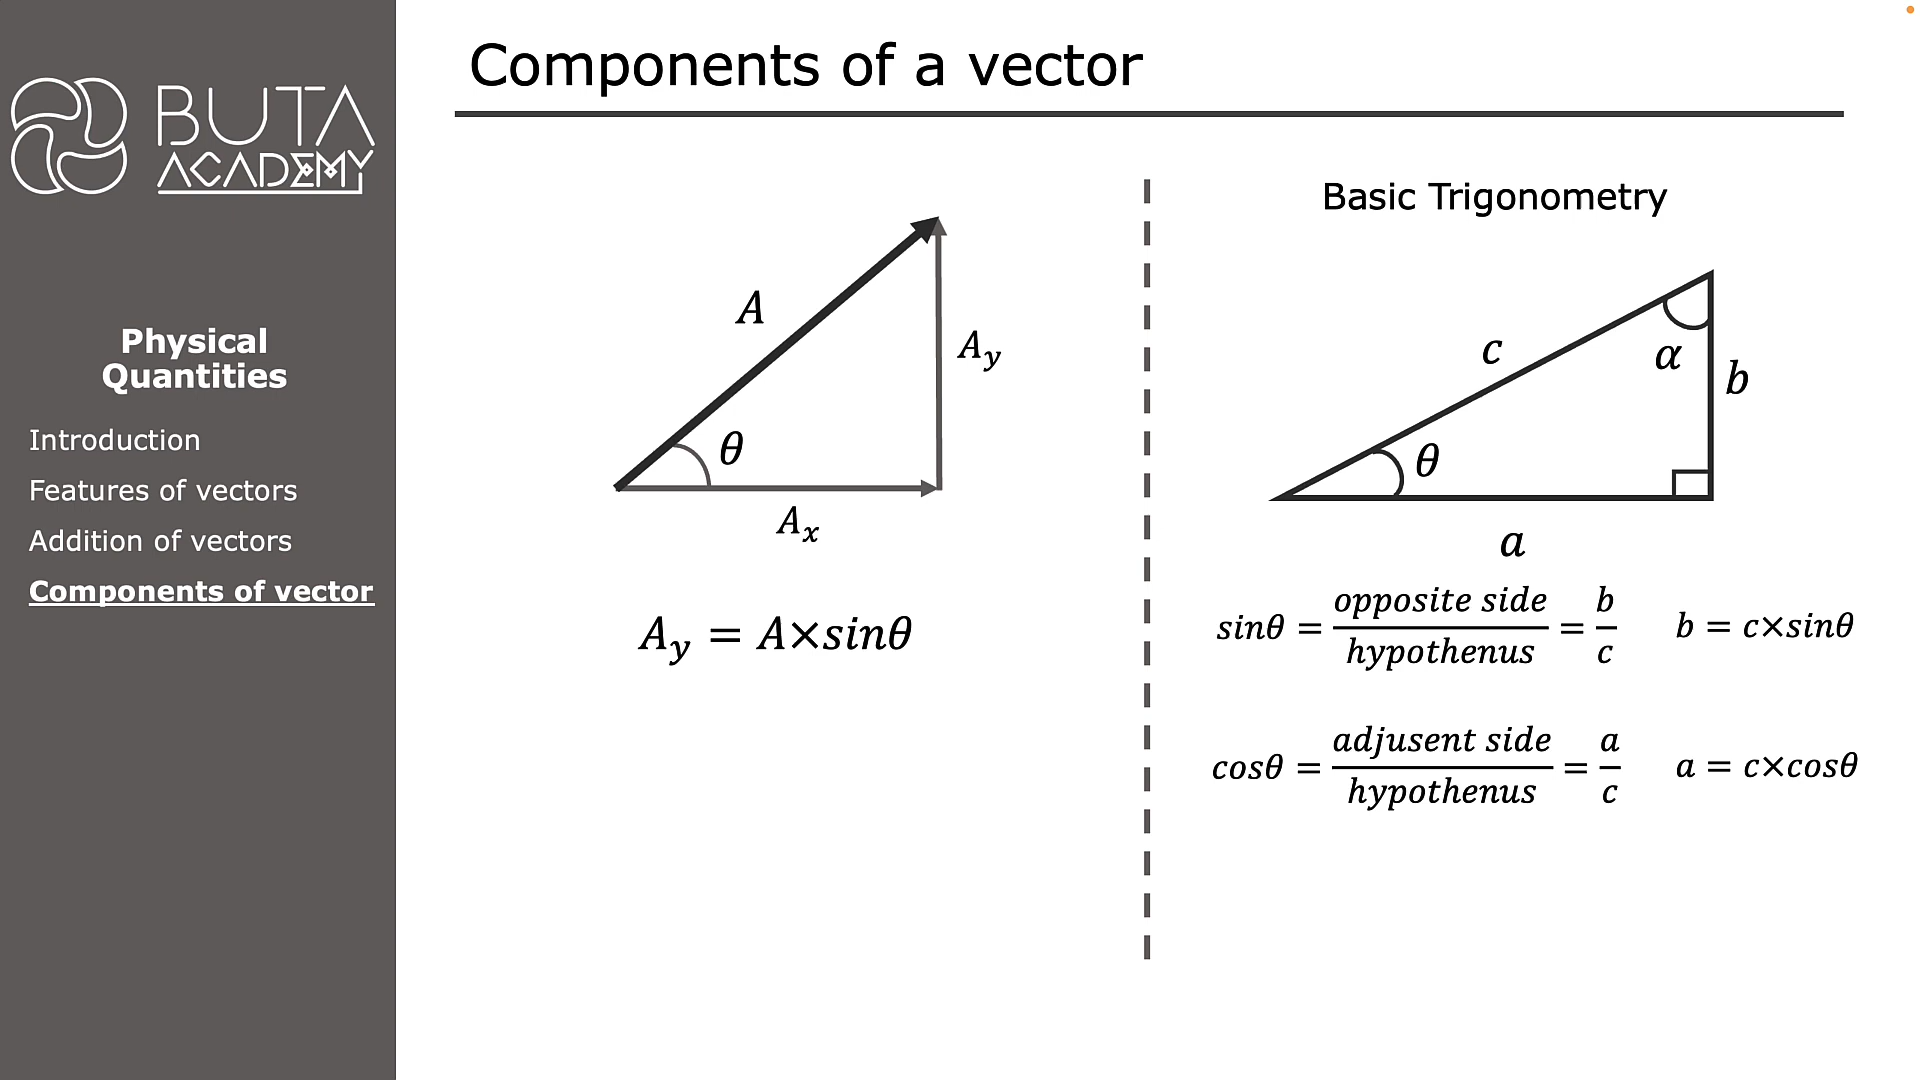 BUTA
ACADEMY
Physical
Quantities
Introduction
Features of vectors
Addition of vectors
Components of vector
Components of a vector
A
A_y
θ
A_x
A_y = A×sinθ
Basic Trigonometry
c
α
b
θ
a
sinθ = opposite side / hypothenus = b / c
b = c×sinθ
cosθ = adjusent side / hypothenus = a / c
a = c×cosθ